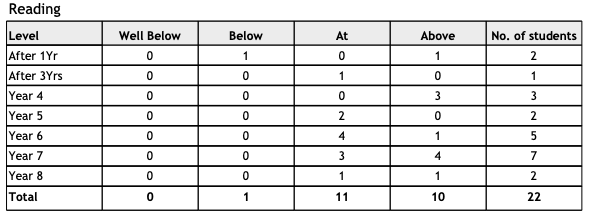 Reading
Level Well Below Below At Above No. of students
After 1Yr 0 1 0 1 2
After 3Yrs 0 0 1 0 1
Year 4 0 0 0 3 3
Year 5 0 0 2 0 2
Year 6 0 0 4 1 5
Year 7 0 0 3 4 7
Year 8 0 0 1 1 2
Total 0 1 11 10 22